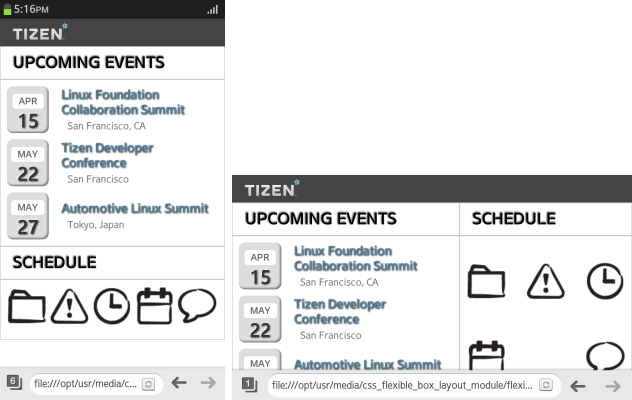 5:16PM
TIZEN
UPCOMING EVENTS
APR
15
Linux Foundation
Collaboration Summit
San Francisco, CA
MAY
22
Tizen Developer
Conference
San Francisco
MAY
27
Automotive Linux Summit
Tokyo, Japan
SCHEDULE
6
file:///opt/usr/media/c...
TIZEN
UPCOMING EVENTS
SCHEDULE
APR
15
Linux Foundation
Collaboration Summit
San Francisco, CA
MAY
22
Tizen Developer
Conference
San Francisco
MAY
Automotive Linux Summit
1
file:///opt/usr/media/css_flexible_box_layout_module/flexi...